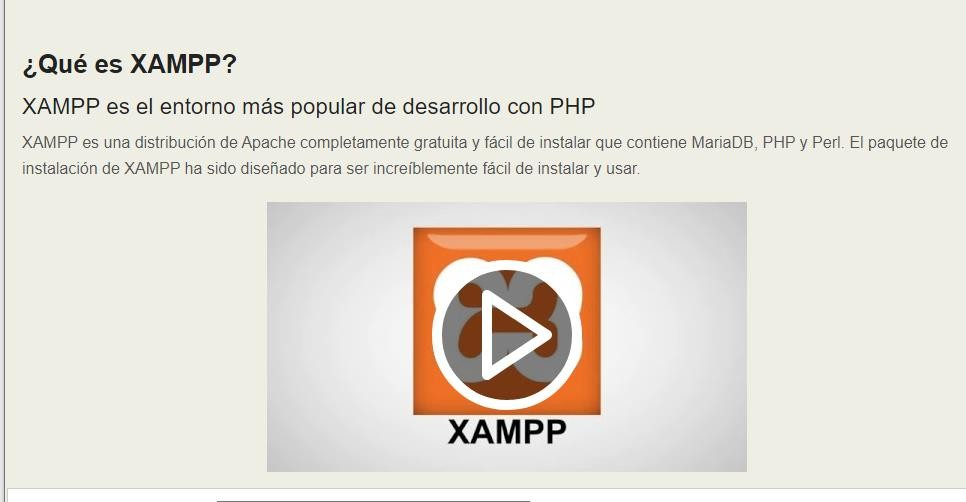 ¿Qué es XAMPP?
XAMPP es el entorno más popular de desarrollo con PHP
XAMPP es una distribución de Apache completamente gratuita y fácil de instalar que contiene MariaDB, PHP y Perl. El paquete de
instalación de XAMPP ha sido diseñado para ser increíblemente fácil de instalar y usar.
XAMPP